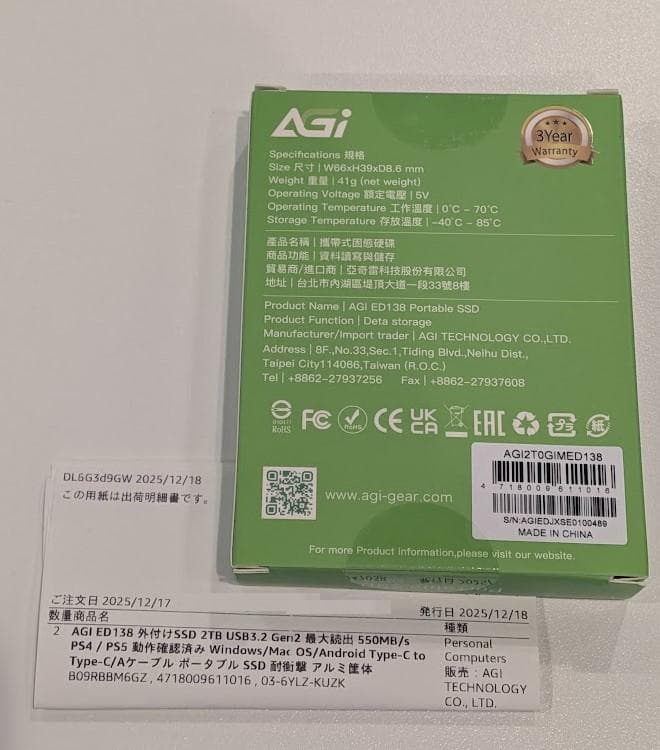 AGi
3Year
Warranty
Specifications 規格
Size 尺寸 | W66xH39xD8.6 mm
Weight 重量 | 41g (net weight)
Operating Voltage 額定電壓 | 5V
Operating Temperature 工作溫度 | 0°C - 70°C
Storage Temperature 存放溫度 | -40°C - 85°C
產品名稱 | 攜帶式固態硬碟
商品功能 | 資料讀寫與儲存
貿易商/進口商 | 亞奇雷科技股份有限公司
地址 | 台北市內湖區堤頂大道一段33號8樓
Product Name | AGI ED138 Portable SSD
Product Function | Deta storage
Manufacturer/Import trader | AGI TECHNOLOGY CO.,LTD.
Address | 8F.,No.33,Sec.1,Tiding Blvd.,Neihu Dist.,
Taipei City114066,Taiwan (R.O.C.)
Tel | +8862-27937256 Fax | +8862-27937608
RoHS FC RoHS CE UKCA EAC プラ 紙
AGI2T0GIMED138
4 718009 611016
S/N:AGIEDJXSE0100489
MADE IN CHINA
www.agi-gear.com
For more Product information,please visit our website.
DL6G3d9GW 2025/12/18
この用紙は出荷明細書です。
ご注文日 2025/12/17
発行日 2025/12/18
数量商品名 種類
2 AGI ED138 外付けSSD 2TB USB3.2 Gen2 最大読出 550MB/s
PS4 / PS5 動作確認済み Windows/Mac OS/Android Type-C to
Type-C/Aケーブル ポータブル SSD 耐衝撃 アルミ筐体
B09RBBM6GZ , 4718009611016 , 03-6YLZ-KUZK
Personal
Computers
販売: AGI
TECHNOLOGY
CO., LTD.